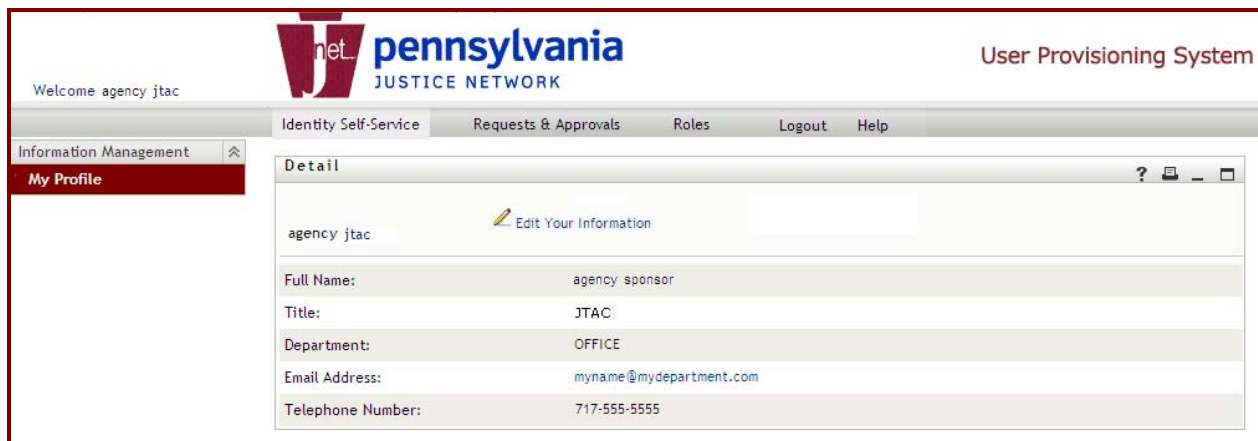 Jnet
pennsylvania
JUSTICE NETWORK
User Provisioning System
Welcome agency jtac
Identity Self-Service Requests & Approvals Roles Logout Help
Information Management
My Profile
Detail
?
agency jtac
Edit Your Information
Full Name: agency sponsor
Title: JTAC
Department: OFFICE
Email Address: myname@mydepartment.com
Telephone Number: 717-555-5555